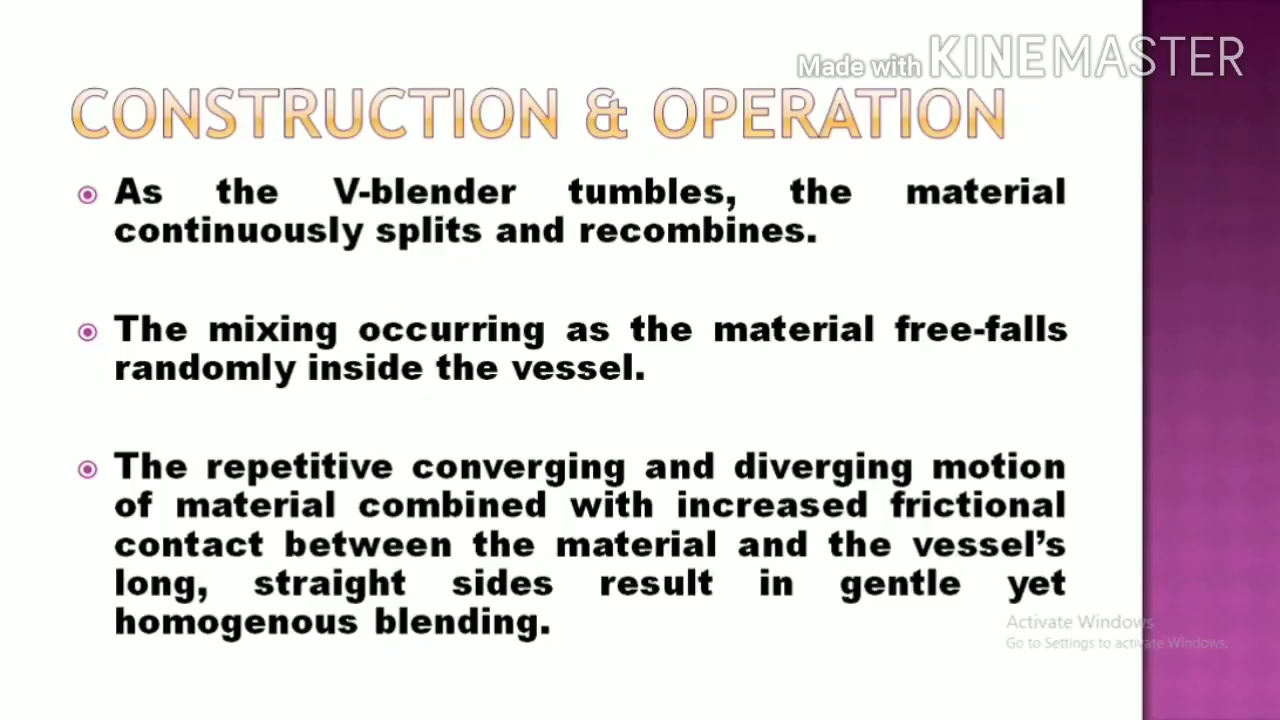 Made with KINEMASTER
CONSTRUCTION & OPERATION
As the V-blender tumbles, the material
continuously splits and recombines.
The mixing occurring as the material free-falls
randomly inside the vessel.
The repetitive converging and diverging motion
of material combined with increased frictional
contact between the material and the vessel’s
long, straight sides result in gentle yet
homogenous blending.
Activate Windows
Go to Settings to activate Windows.